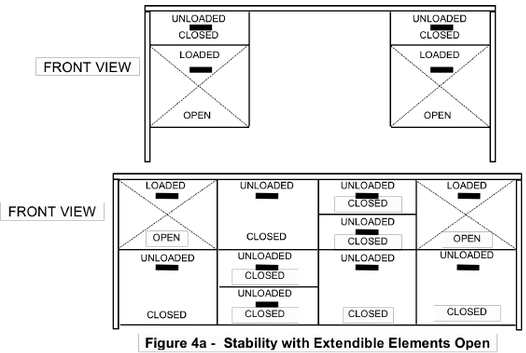 UNLOADED
CLOSED
LOADED
OPEN
UNLOADED
CLOSED
LOADED
OPEN
FRONT VIEW
FRONT VIEW
LOADED
OPEN
UNLOADED
CLOSED
UNLOADED
CLOSED
UNLOADED
CLOSED
LOADED
OPEN
UNLOADED
CLOSED
UNLOADED
CLOSED
UNLOADED
CLOSED
UNLOADED
CLOSED
UNLOADED
CLOSED
Figure 4a - Stability with Extendible Elements Open